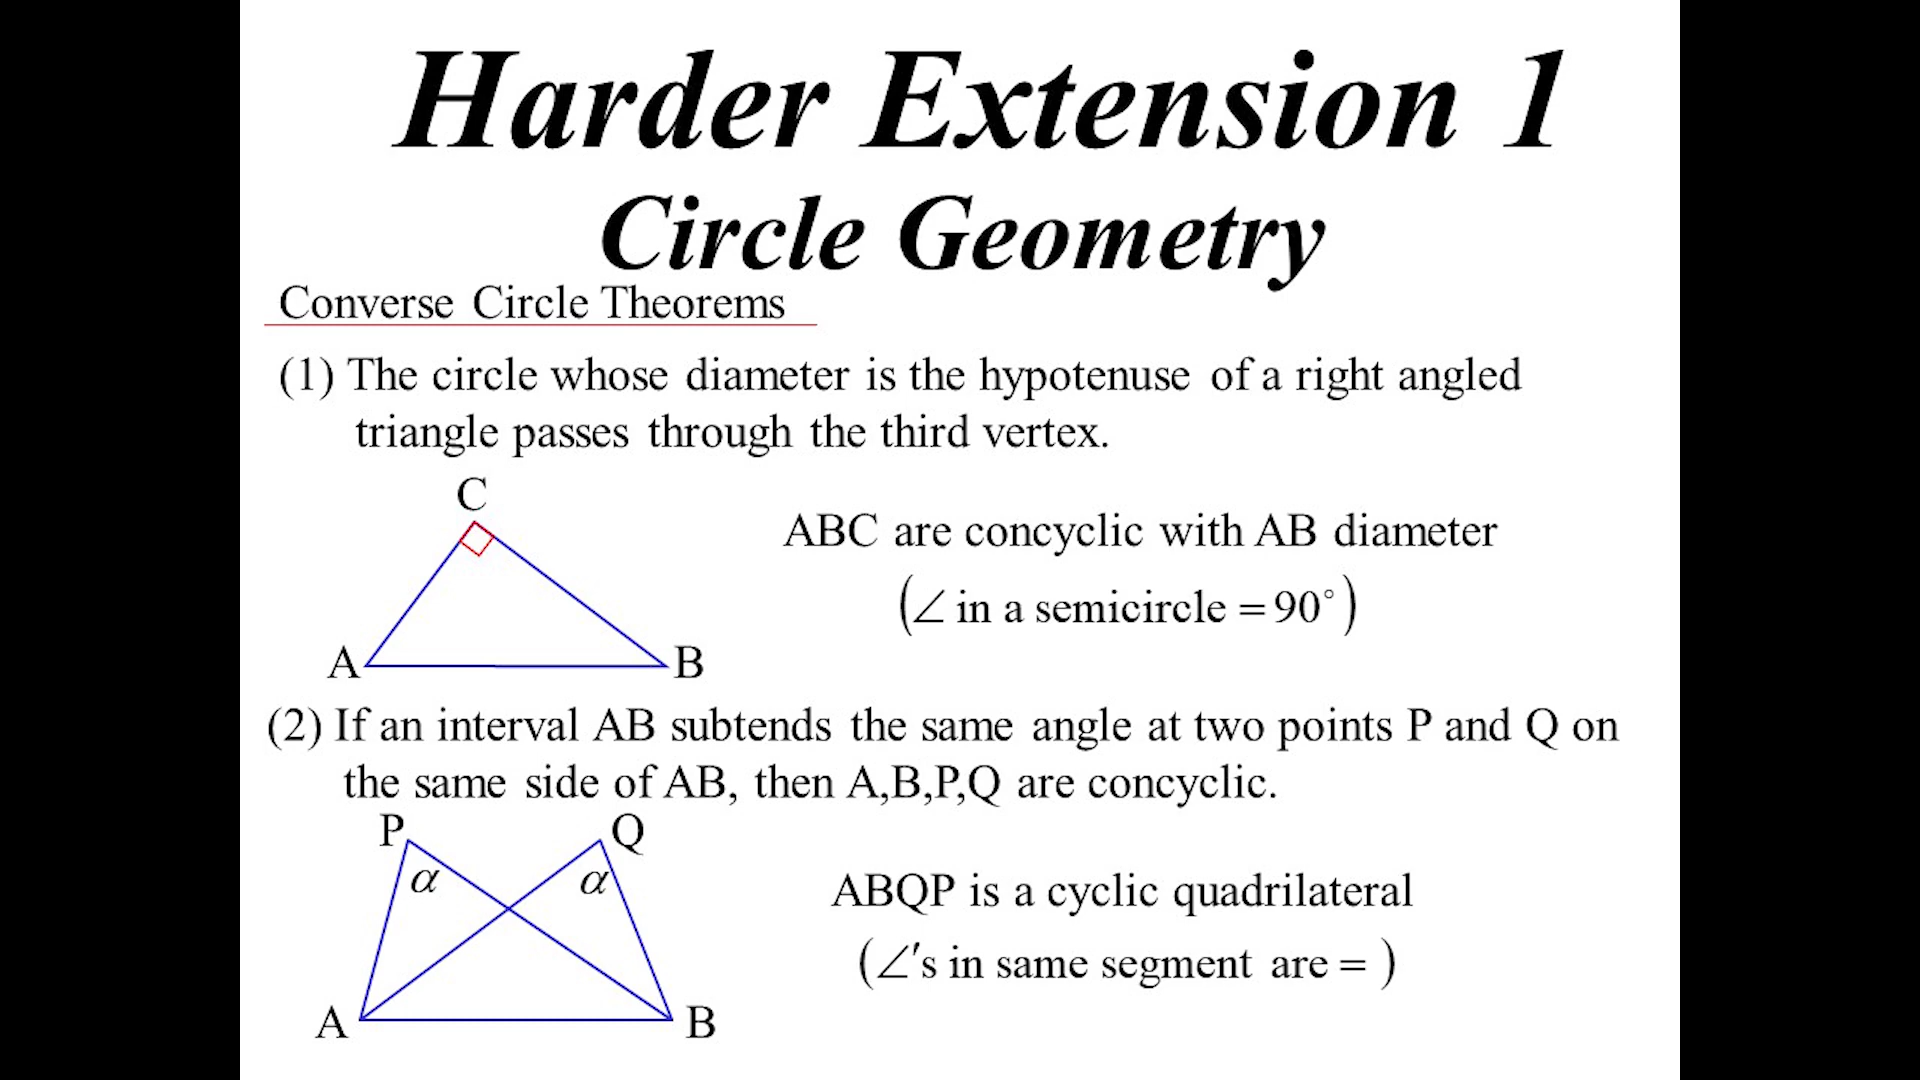 Harder Extension 1
Circle Geometry
Converse Circle Theorems
(1) The circle whose diameter is the hypotenuse of a right angled
triangle passes through the third vertex.
C
ABC are concyclic with AB diameter
(∠ in a semicircle = 90°)
A
B
(2) If an interval AB subtends the same angle at two points P and Q on
the same side of AB, then A,B,P,Q are concyclic.
P
Q
α
α
ABQP is a cyclic quadrilateral
(∠'s in same segment are = )
A
B